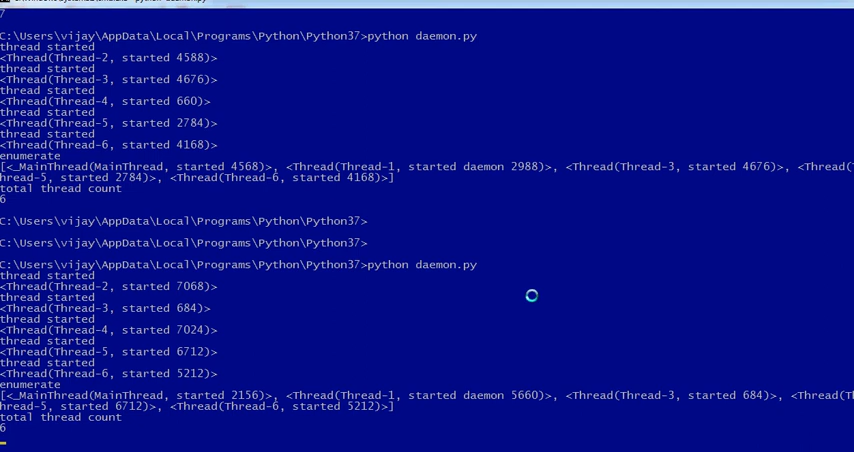 7
C:\Users\vijay\AppData\Local\Programs\Python\Python37>python daemon.py
thread started
<Thread(Thread-2, started 4588)>
thread started
<Thread(Thread-3, started 4676)>
thread started
<Thread(Thread-4, started 660)>
thread started
<Thread(Thread-5, started 2784)>
thread started
<Thread(Thread-6, started 4168)>
enumerate
[<_MainThread(MainThread, started 4568)>, <Thread(Thread-1, started daemon 2988)>, <Thread(Thread-3, started 4676)>, <Thread(T
hread-5, started 2784)>, <Thread(Thread-6, started 4168)>]
total thread count
6
C:\Users\vijay\AppData\Local\Programs\Python\Python37>
C:\Users\vijay\AppData\Local\Programs\Python\Python37>
C:\Users\vijay\AppData\Local\Programs\Python\Python37>python daemon.py
thread started
<Thread(Thread-2, started 7068)>
thread started
<Thread(Thread-3, started 684)>
thread started
<Thread(Thread-4, started 7024)>
thread started
<Thread(Thread-5, started 6712)>
thread started
<Thread(Thread-6, started 5212)>
enumerate
[<_MainThread(MainThread, started 2156)>, <Thread(Thread-1, started daemon 5660)>, <Thread(Thread-3, started 684)>, <Thread(Th
hread-5, started 6712)>, <Thread(Thread-6, started 5212)>]
total thread count
6